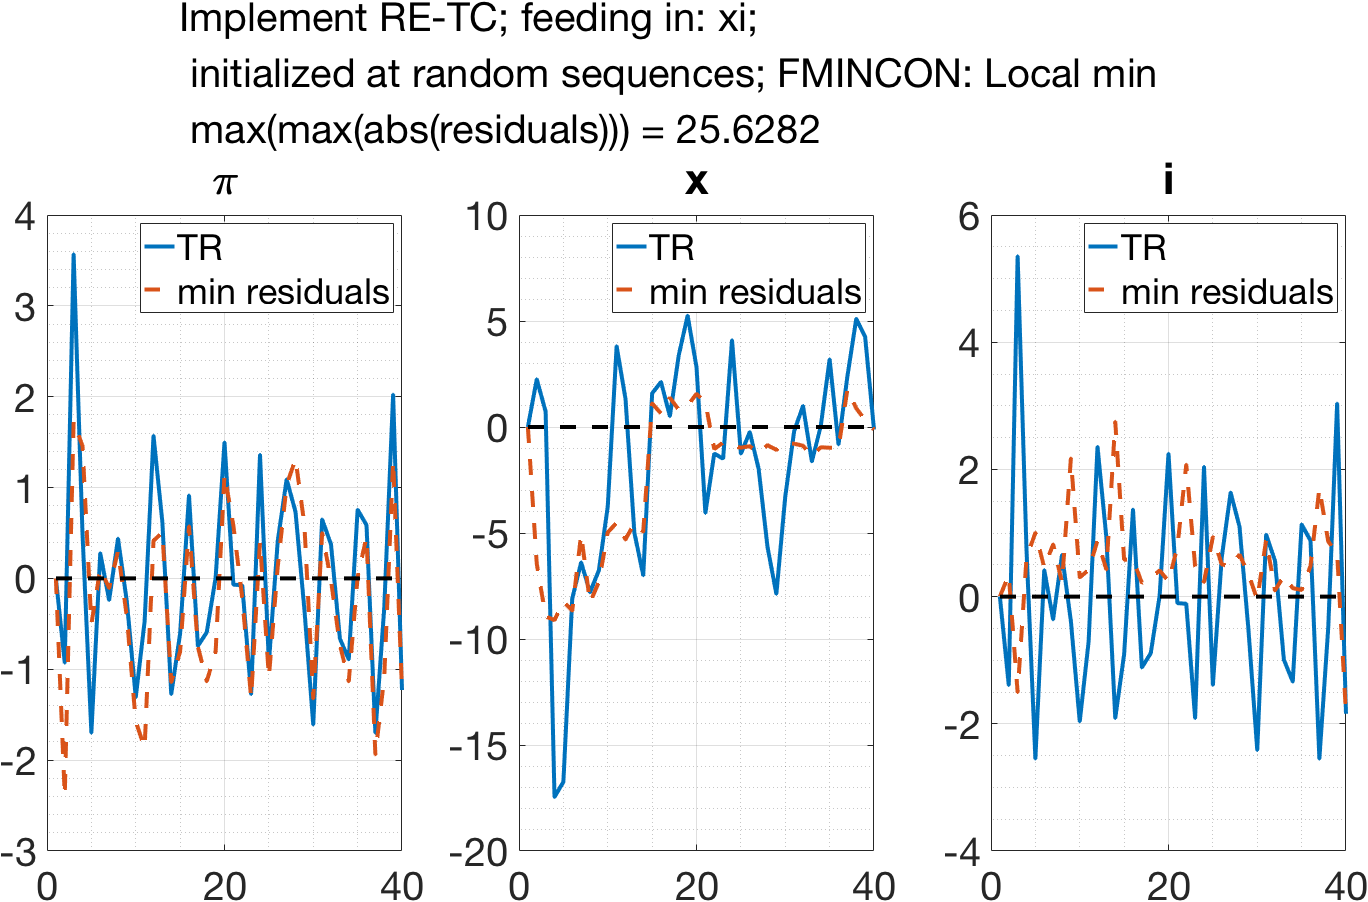 Implement RE-TC; feeding in: xi;
initialized at random sequences; FMINCON: Local min
max(max(abs(residuals))) = 25.6282
π
4
3
2
1
0
-1
-2
-3
0
20
40
TR
min residuals
x
10
5
0
-5
-10
-15
-20
0
20
40
TR
min residuals
i
6
4
2
0
-2
-4
0
20
40
TR
min residuals